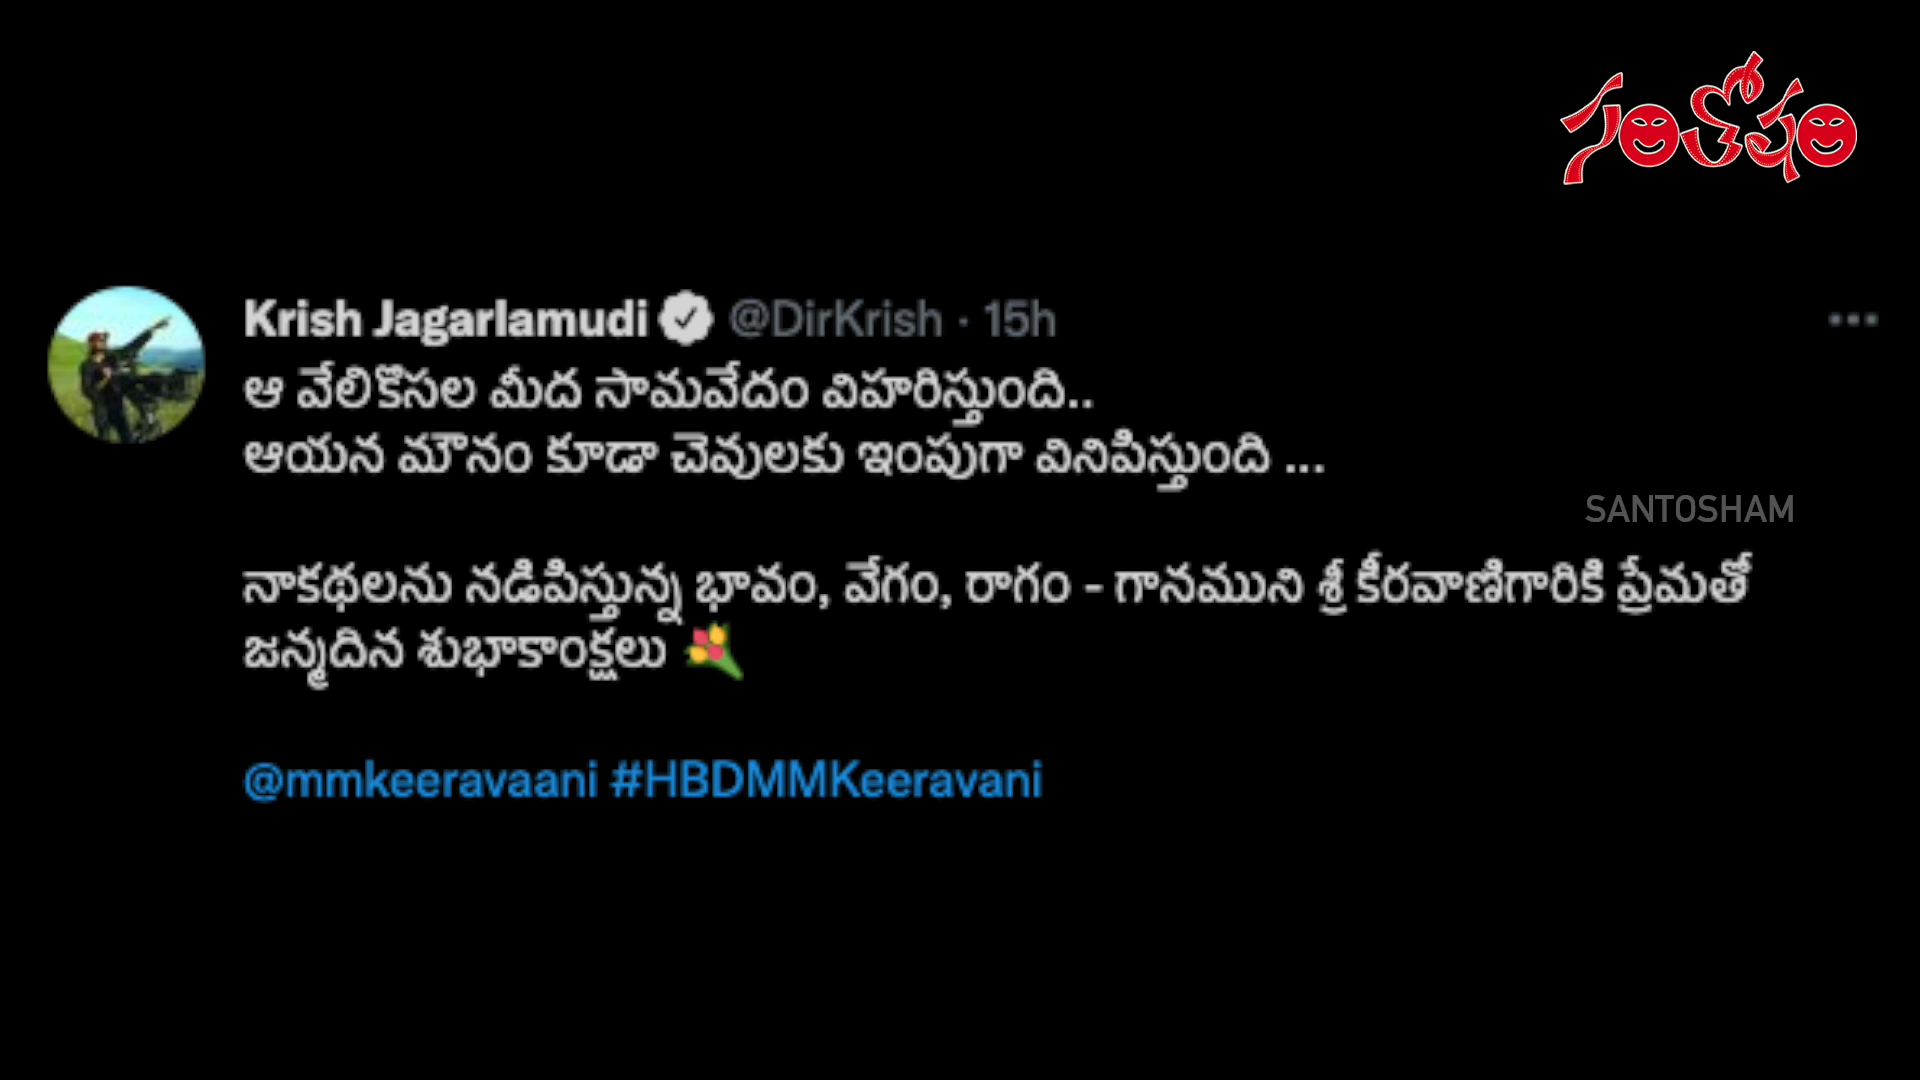 సంతోషం
Krish Jagarlamudi @DirKrish · 15h
ఆ వేలికొసల మీద సామవేదం విహరిస్తుంది..
ఆయన మౌనం కూడా చెవులకు ఇంపుగా వినిపిస్తుంది ...
SANTOSHAM
నాకథలను నడిపిస్తున్న భావం, వేగం, రాగం - గానముని శ్రీ కీరవాణిగారికి ప్రేమతో
జన్మదిన శుభాకాంక్షలు 💐
@mmkeeravaani #HBDMMKeeravani